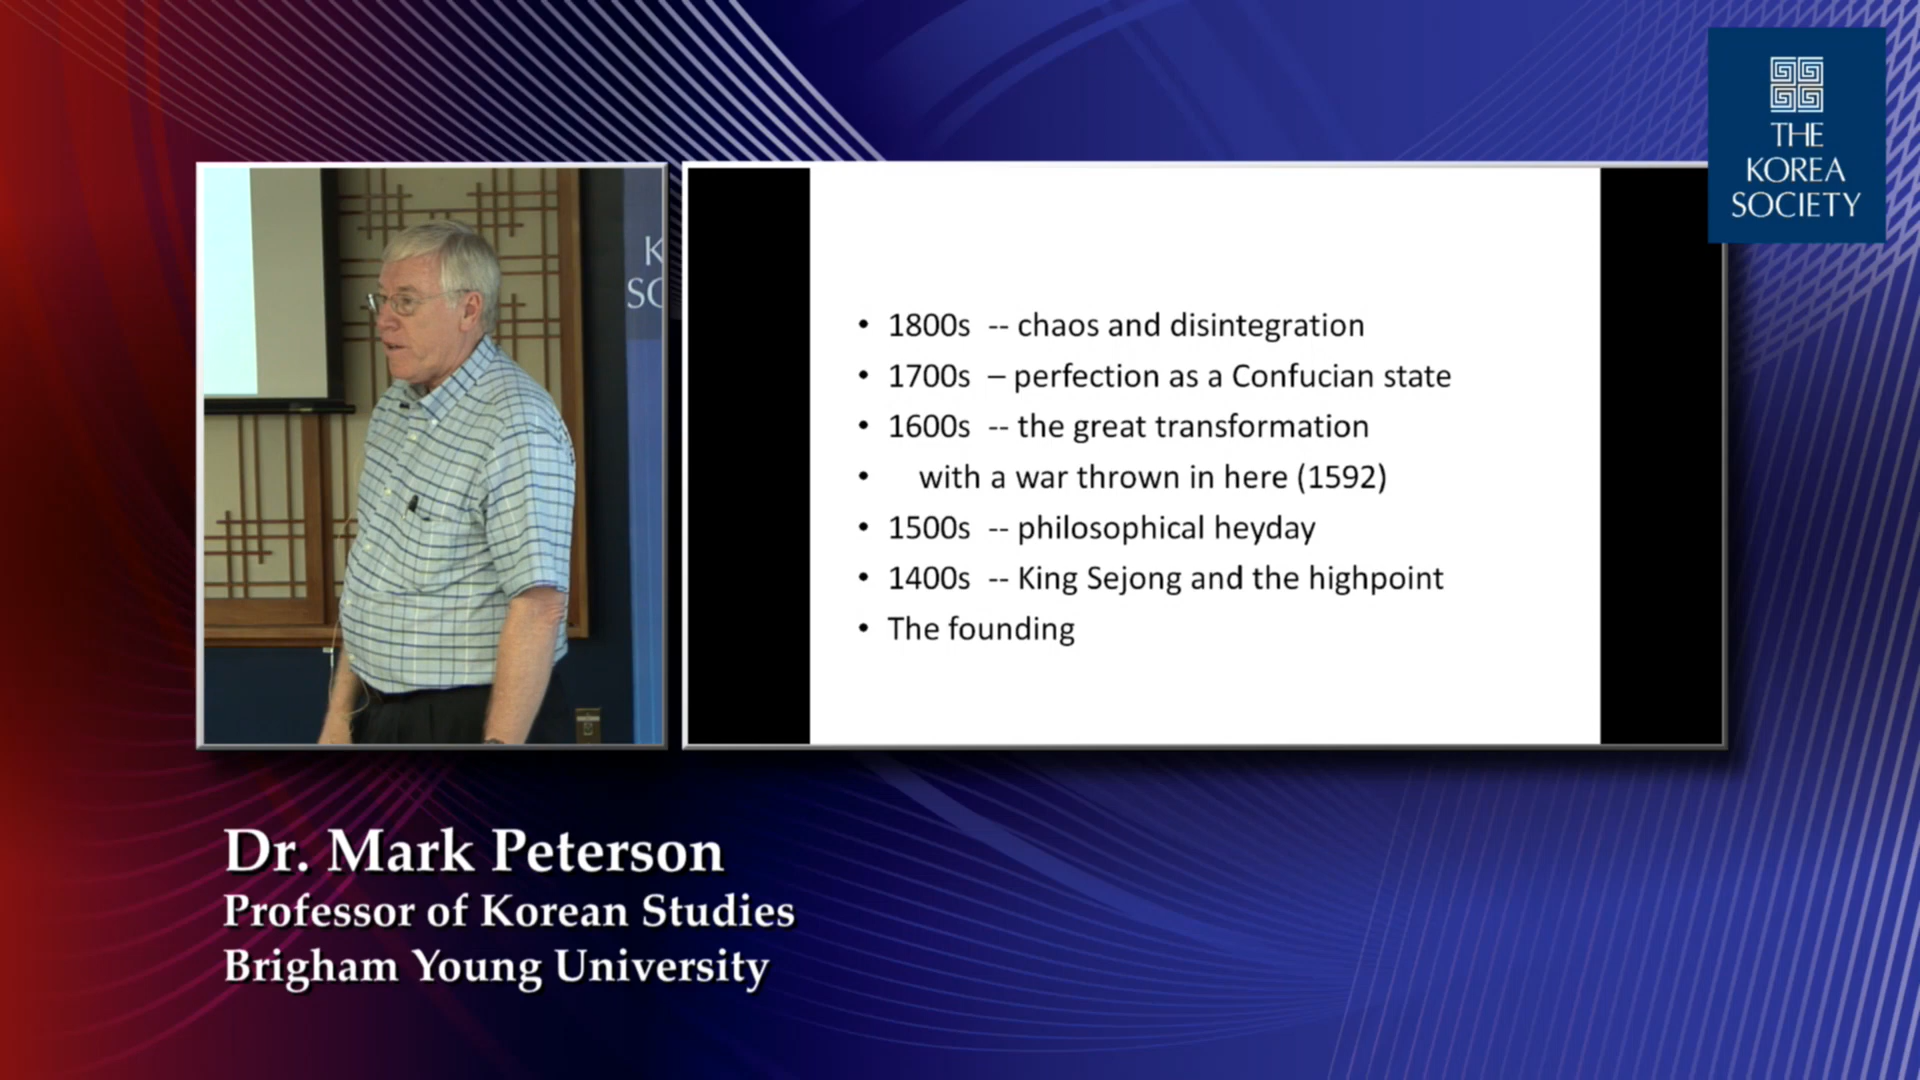 THE
KOREA
SOCIETY
K
SO
• 1800s -- chaos and disintegration
• 1700s – perfection as a Confucian state
• 1600s -- the great transformation
• with a war thrown in here (1592)
• 1500s -- philosophical heyday
• 1400s -- King Sejong and the highpoint
• The founding
Dr. Mark Peterson
Professor of Korean Studies
Brigham Young University